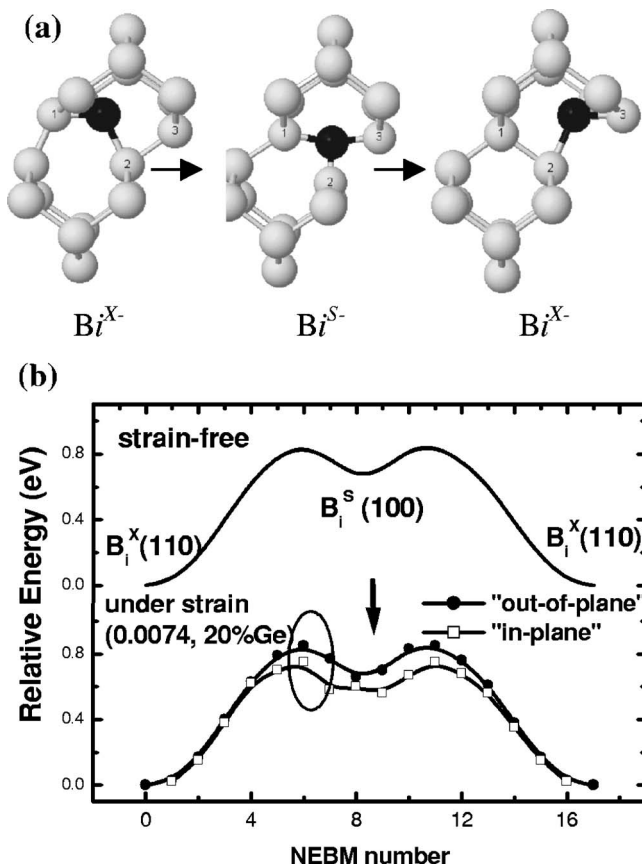 (a)
1
2
3
1
2
3
1
2
3
Bi^X-
Bi^S-
Bi^X-
(b)
strain-free
0.8
0.4
0.0
B_i^X(110)
B_i^S (100)
B_i^X(110)
under strain
(0.0074, 20%Ge)
"out-of-plane"
"in-plane"
0.8
0.4
0.0
Relative Energy (eV)
0 4 8 12 16
NEBM number